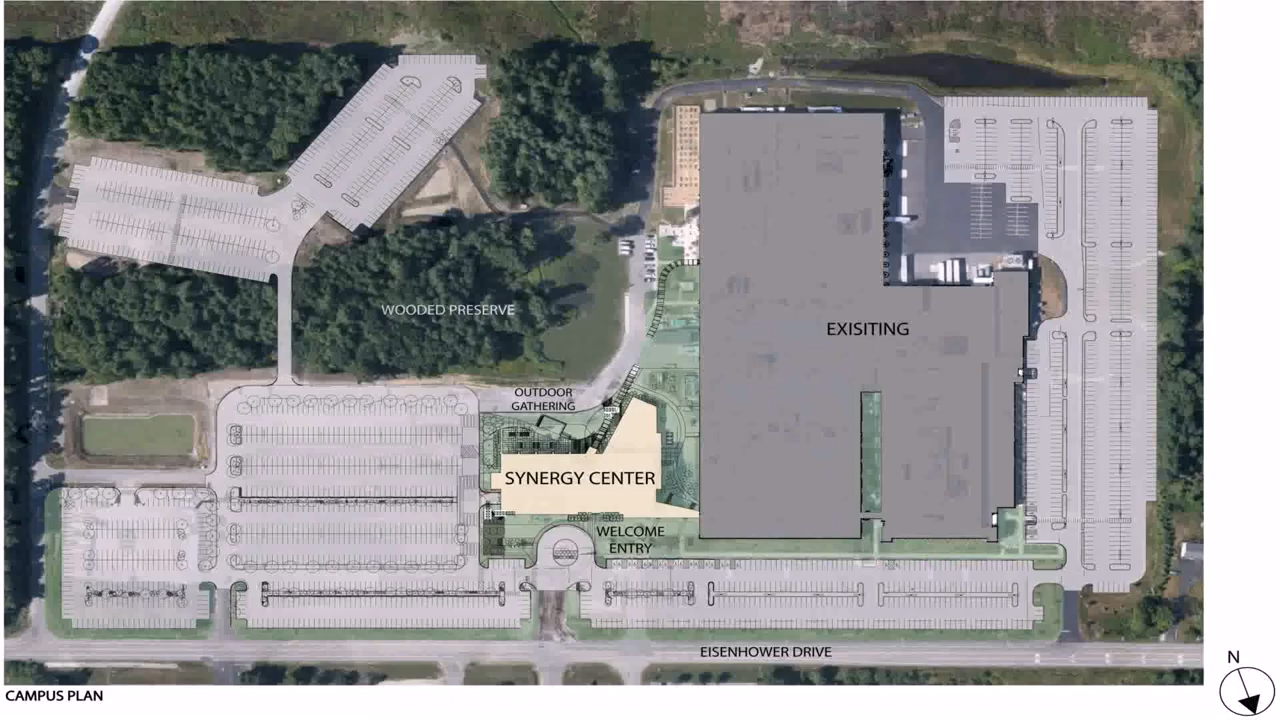 WOODED PRESERVE
EXISITING
OUTDOOR
GATHERING
SYNERGY CENTER
WELCOME
ENTRY
EISENHOWER DRIVE
N
CAMPUS PLAN